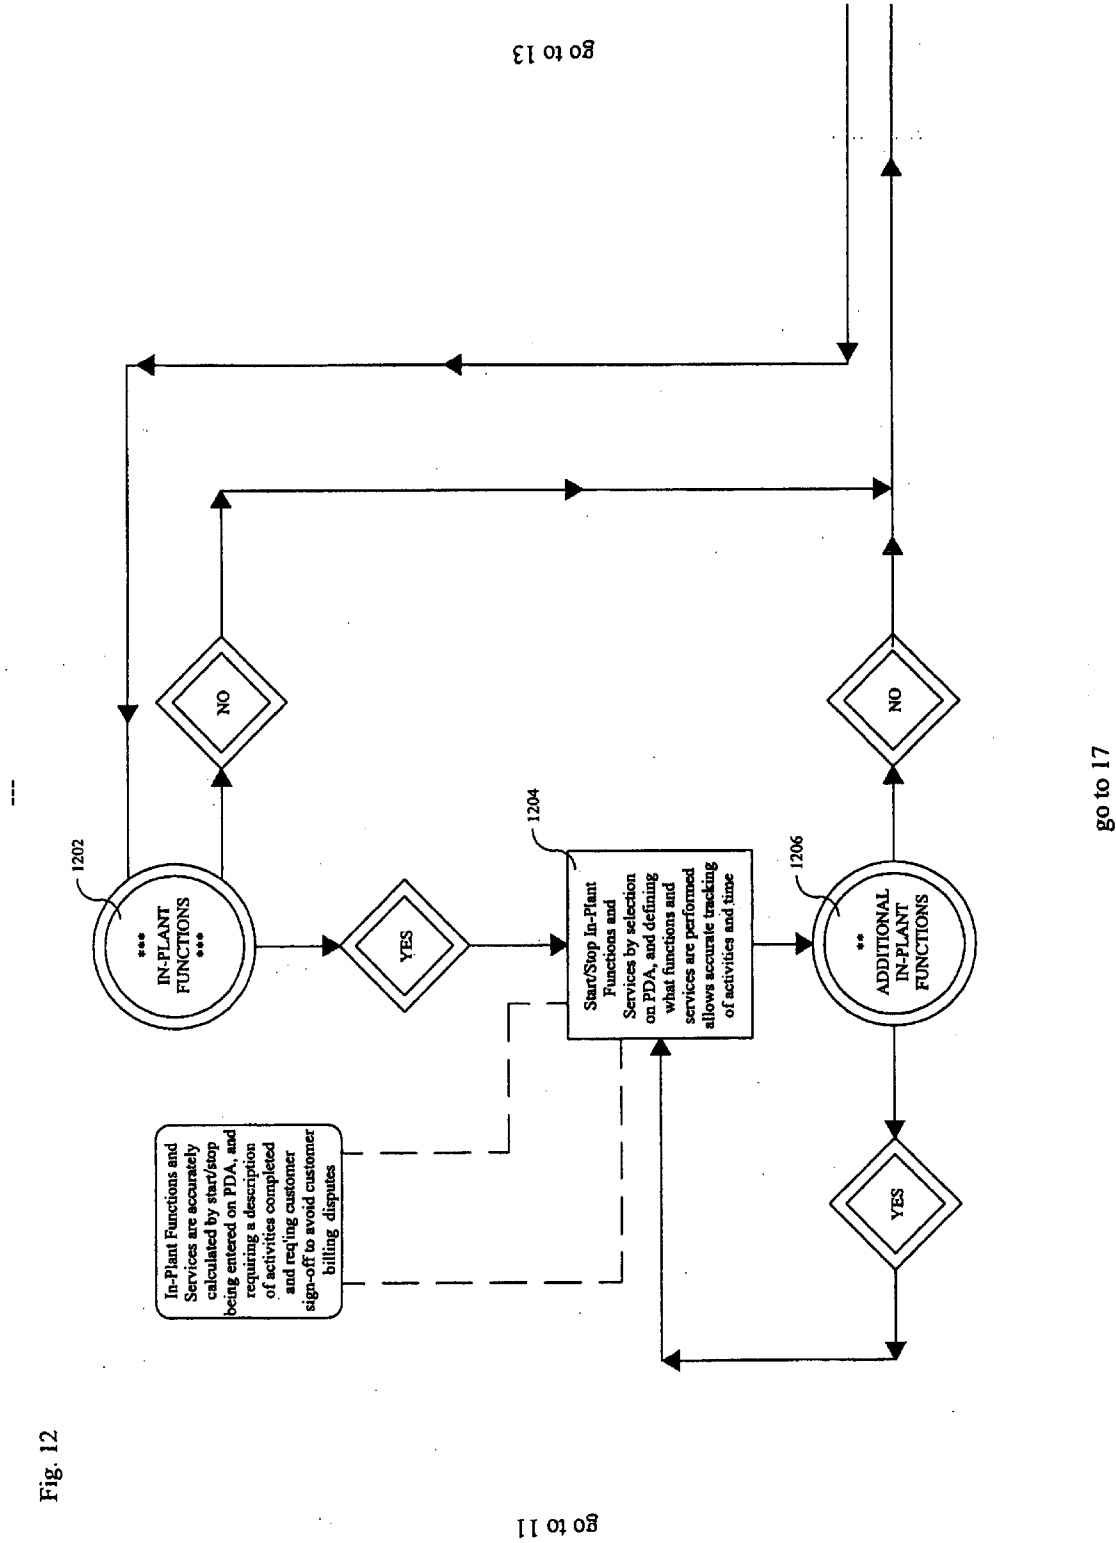 Fig. 12
---
go to 11
go to 13
go to 17
1202
***
IN-PLANT
FUNCTIONS
***
NO
YES
In-Plant Functions and
Services are accurately
calculated by start/stop
being entered on PDA, and
requiring a description
of activities completed
and req'ing customer
sign-off to avoid customer
billing disputes
1204
Start/Stop In-Plant
Functions and
Services by selection
on PDA, and defining
what functions and
services are performed
allows accurate tracking
of activities and time
1206
**
ADDITIONAL
IN-PLANT
FUNCTIONS
YES
NO